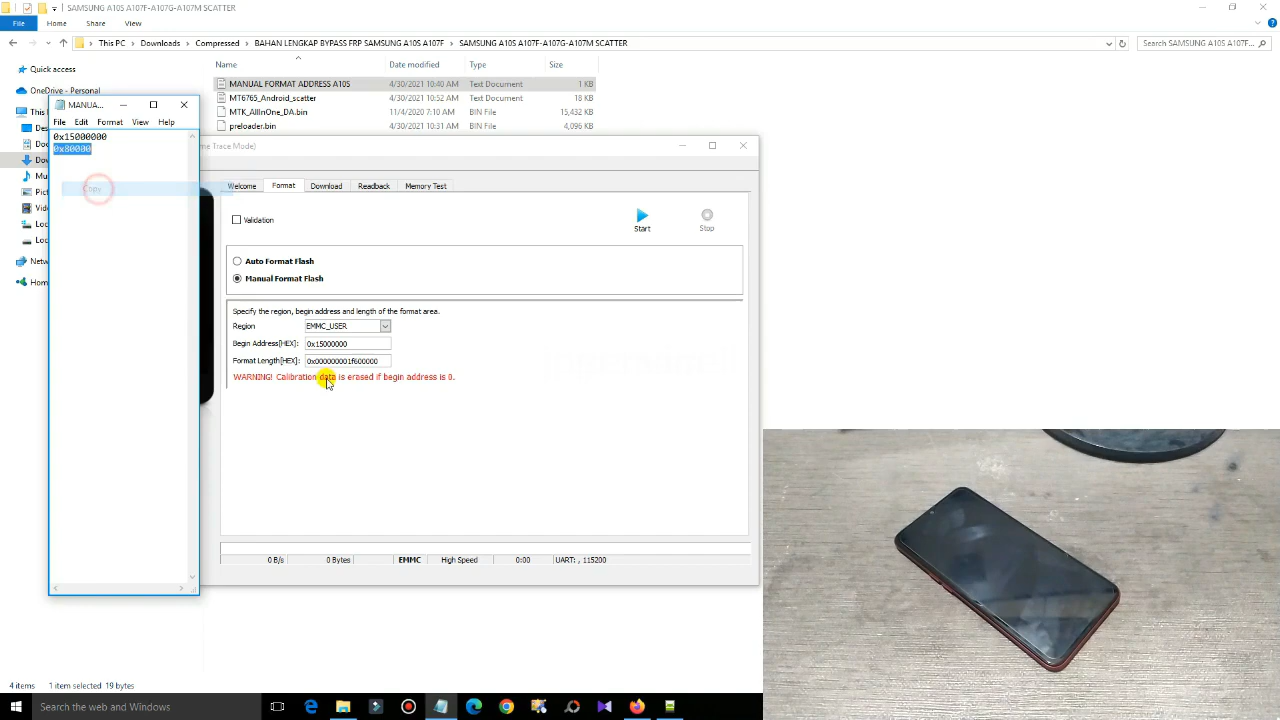 SAMSUNG A10S A107F-A107G-A107M SCATTER
File Home Share View
This PC Downloads Compressed BAHAN LENGKAP BYPASS FRP SAMSUNG A10S A107F SAMSUNG A10S A107F-A107G-A107M SCATTER
Search SAMSUNG A10S A107F...
Name Date modified Type Size
Quick access
MANUAL FORMAT ADDRESS A10S 4/30/2021 10:40 AM Text Document 1 KB
OneDrive - Personal
MT6765_Android_scatter 4/30/2021 10:52 AM Text Document 18 KB
MTK_AllInOne_DA.bin 11/4/2020 7:10 AM BIN File 15,432 KB
preloader.bin 4/30/2021 10:31 AM BIN File 4,096 KB
MANUA...
File Edit Format View Help
0x15000000
0x80000
Copy
me Trace Mode)
Welcome Format Download Readback Memory Test
Validation
Start Stop
Auto Format Flash
Manual Format Flash
Specify the region, begin address and length of the format area.
Region EMMC_USER
Begin Address[HEX]: 0x15000000
Format Length[HEX]: 0x000000001f600000
WARNING! Calibration data is erased if begin address is 0.
0 B/s 0 Bytes EMMC High Speed 0:00 UART: , 115200
4 items 1 item selected 19 bytes
Search the web and Windows